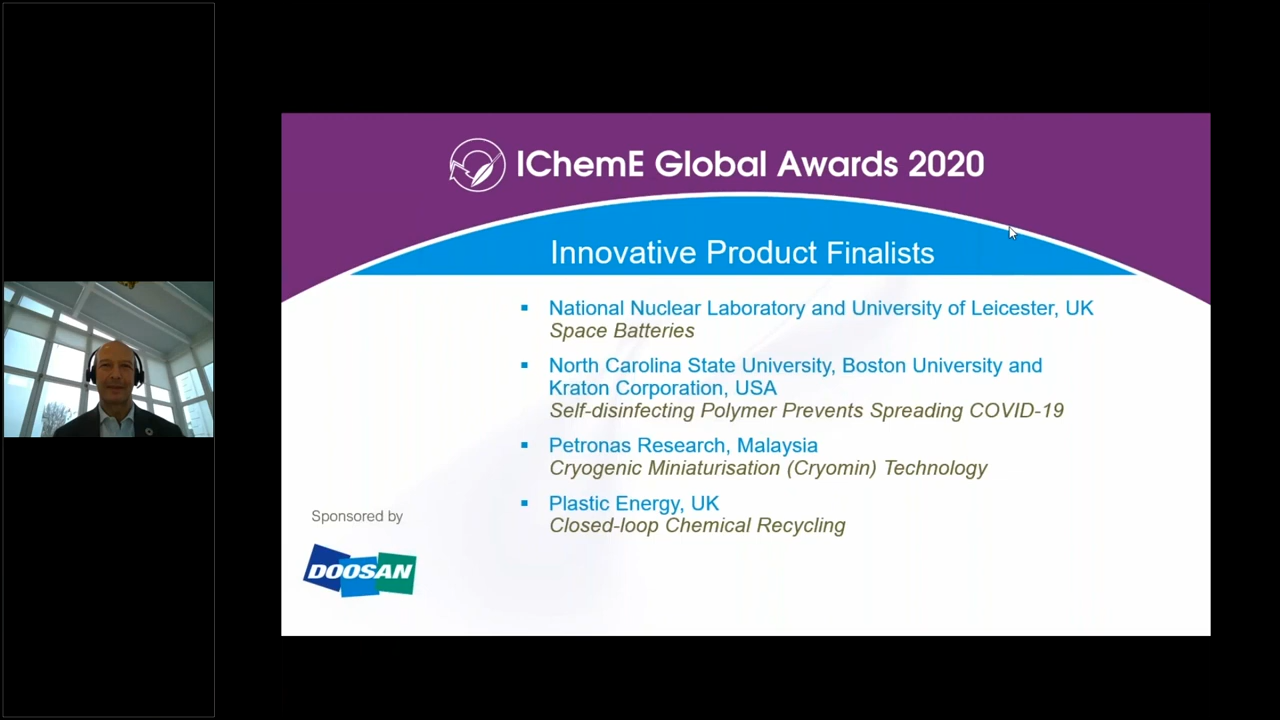 IChemE Global Awards 2020
Innovative Product Finalists
National Nuclear Laboratory and University of Leicester, UK
Space Batteries
North Carolina State University, Boston University and
Kraton Corporation, USA
Self-disinfecting Polymer Prevents Spreading COVID-19
Petronas Research, Malaysia
Cryogenic Miniaturisation (Cryomin) Technology
Plastic Energy, UK
Closed-loop Chemical Recycling
Sponsored by
DOOSAN